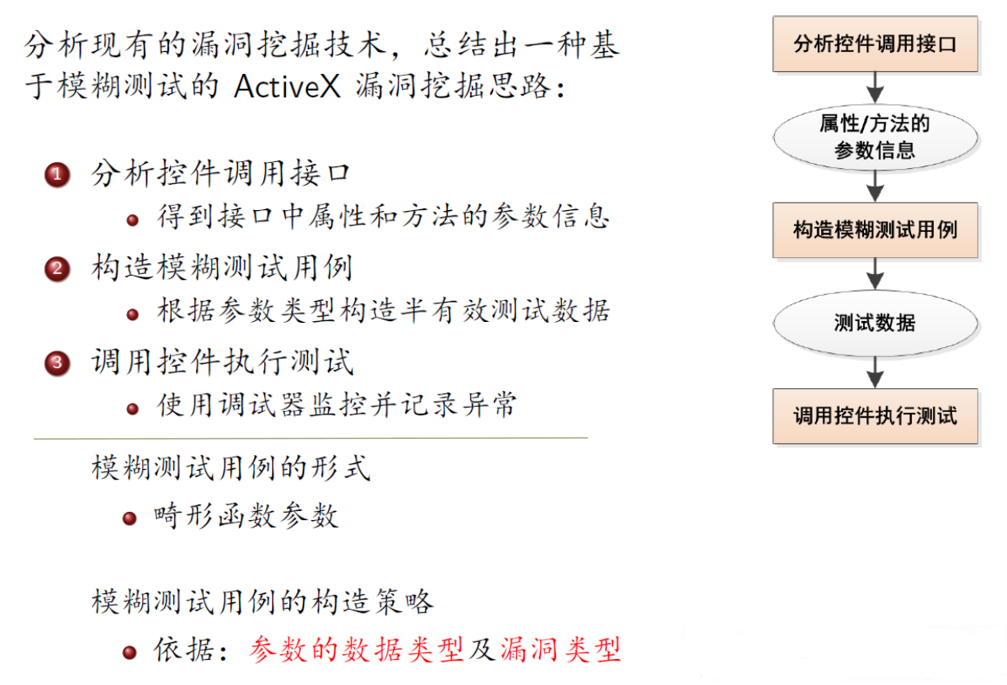 分析现有的漏洞挖掘技术，总结出一种基
于模糊测试的 ActiveX 漏洞挖掘思路：
1 分析控件调用接口
得到接口中属性和方法的参数信息
2 构造模糊测试用例
根据参数类型构造半有效测试数据
3 调用控件执行测试
使用调试器监控并记录异常
模糊测试用例的形式
畸形函数参数
模糊测试用例的构造策略
依据：参数的数据类型及漏洞类型
分析控件调用接口
属性/方法的
参数信息
构造模糊测试用例
测试数据
调用控件执行测试